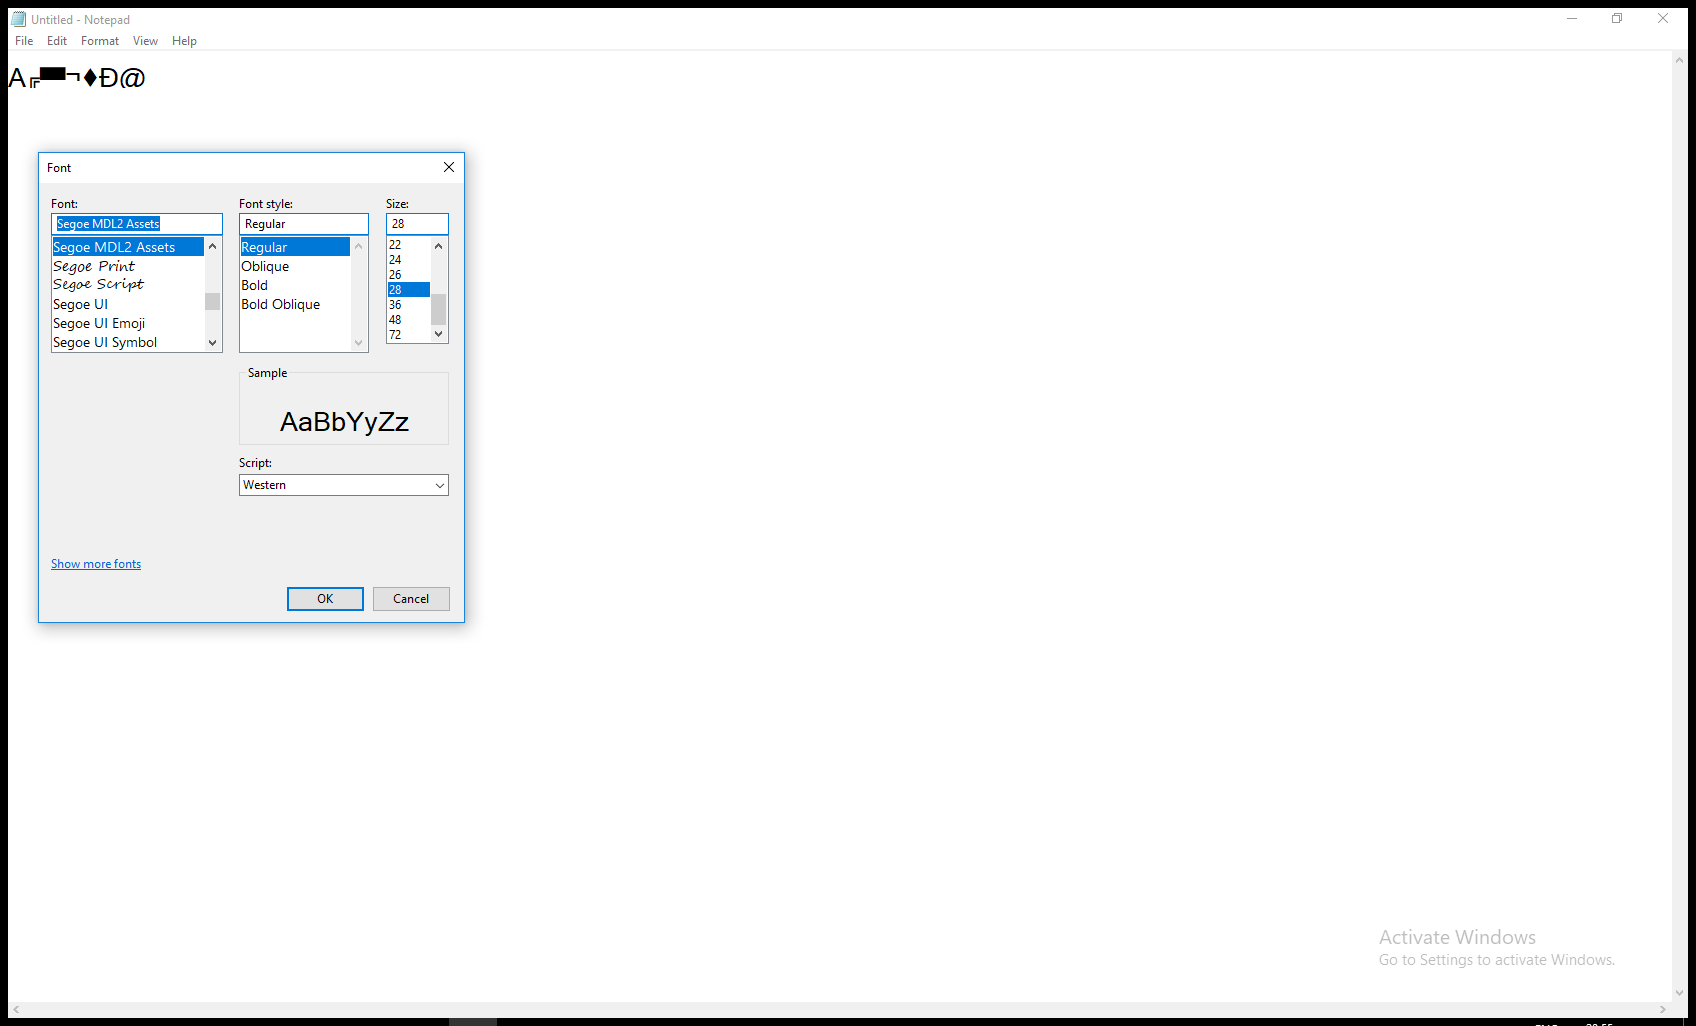 Untitled - Notepad
File Edit Format View Help
A╔▀▀¬♦Ð@
Font
Font:
Segoe MDL2 Assets
Segoe MDL2 Assets
Segoe Print
Segoe Script
Segoe UI
Segoe UI Emoji
Segoe UI Symbol
Font style:
Regular
Regular
Oblique
Bold
Bold Oblique
Size:
28
22
24
26
28
36
48
72
Sample
AaBbYyZz
Script:
Western
Show more fonts
OK
Cancel
Activate Windows
Go to Settings to activate Windows.